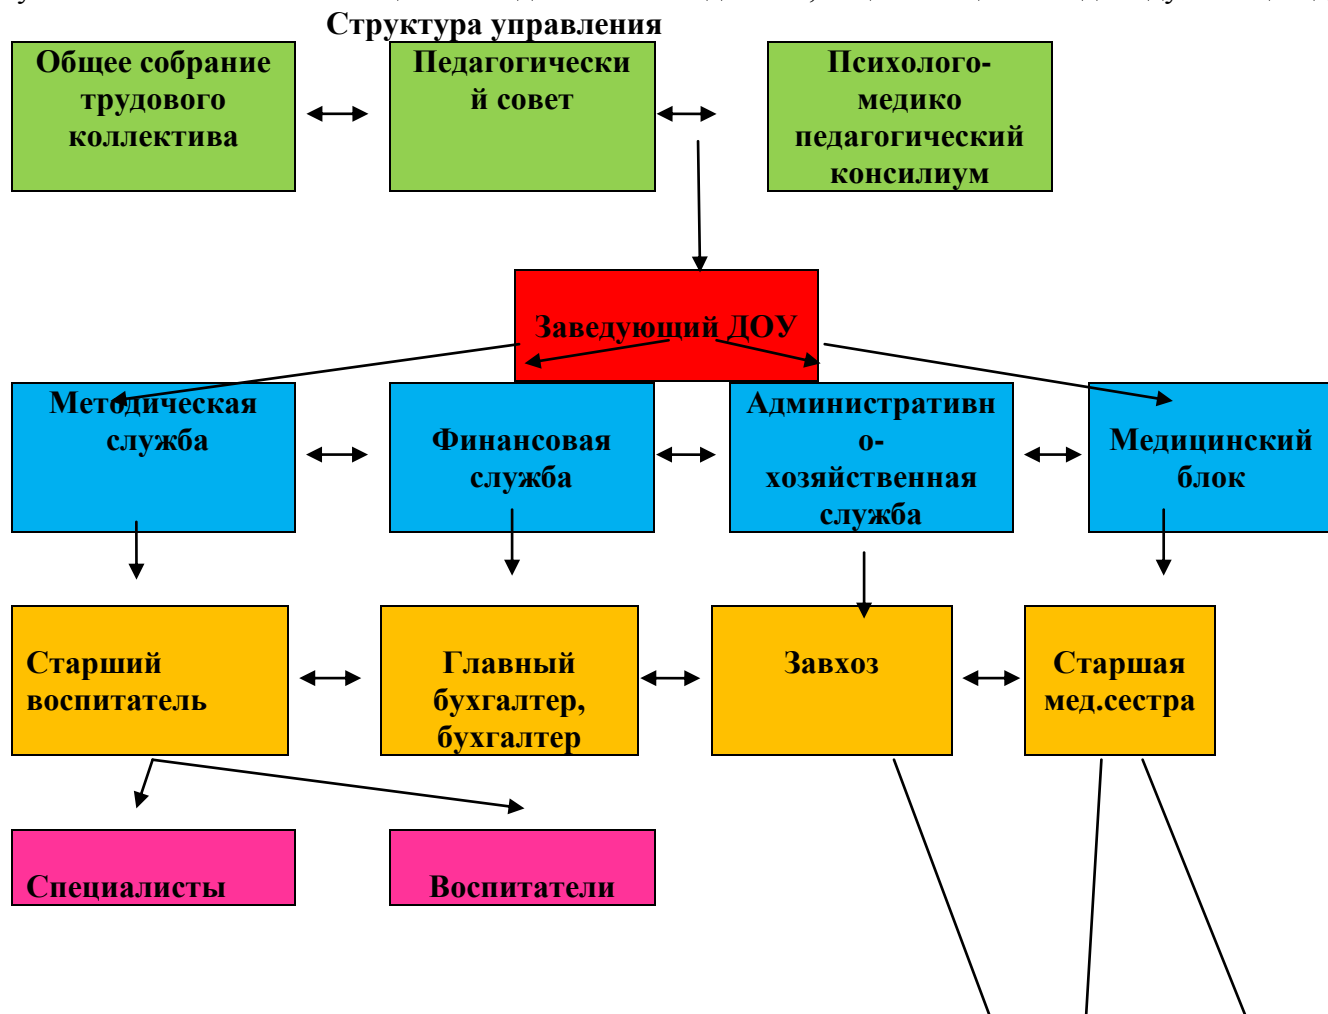 Структура управления
Общее собрание
трудового
коллектива
Педагогически
й совет
Психолого-
медико
педагогический
консилиум
Заведующий ДОУ
Методическая
служба
Финансовая
служба
Административн
о-
хозяйственная
служба
Медицинский
блок
Старший
воспитатель
Главный
бухгалтер,
бухгалтер
Завхоз
Старшая
мед.сестра
Специалисты
Воспитатели